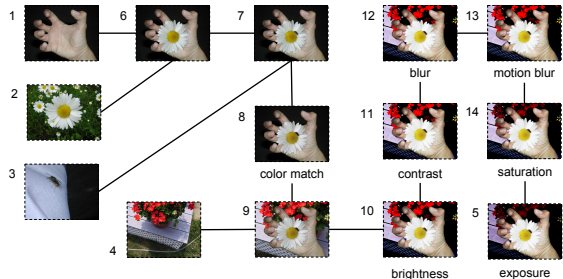 1
6
7
12
13
blur
motion blur
2
8
11
14
color match
contrast
saturation
3
4
9
10
5
brightness
exposure